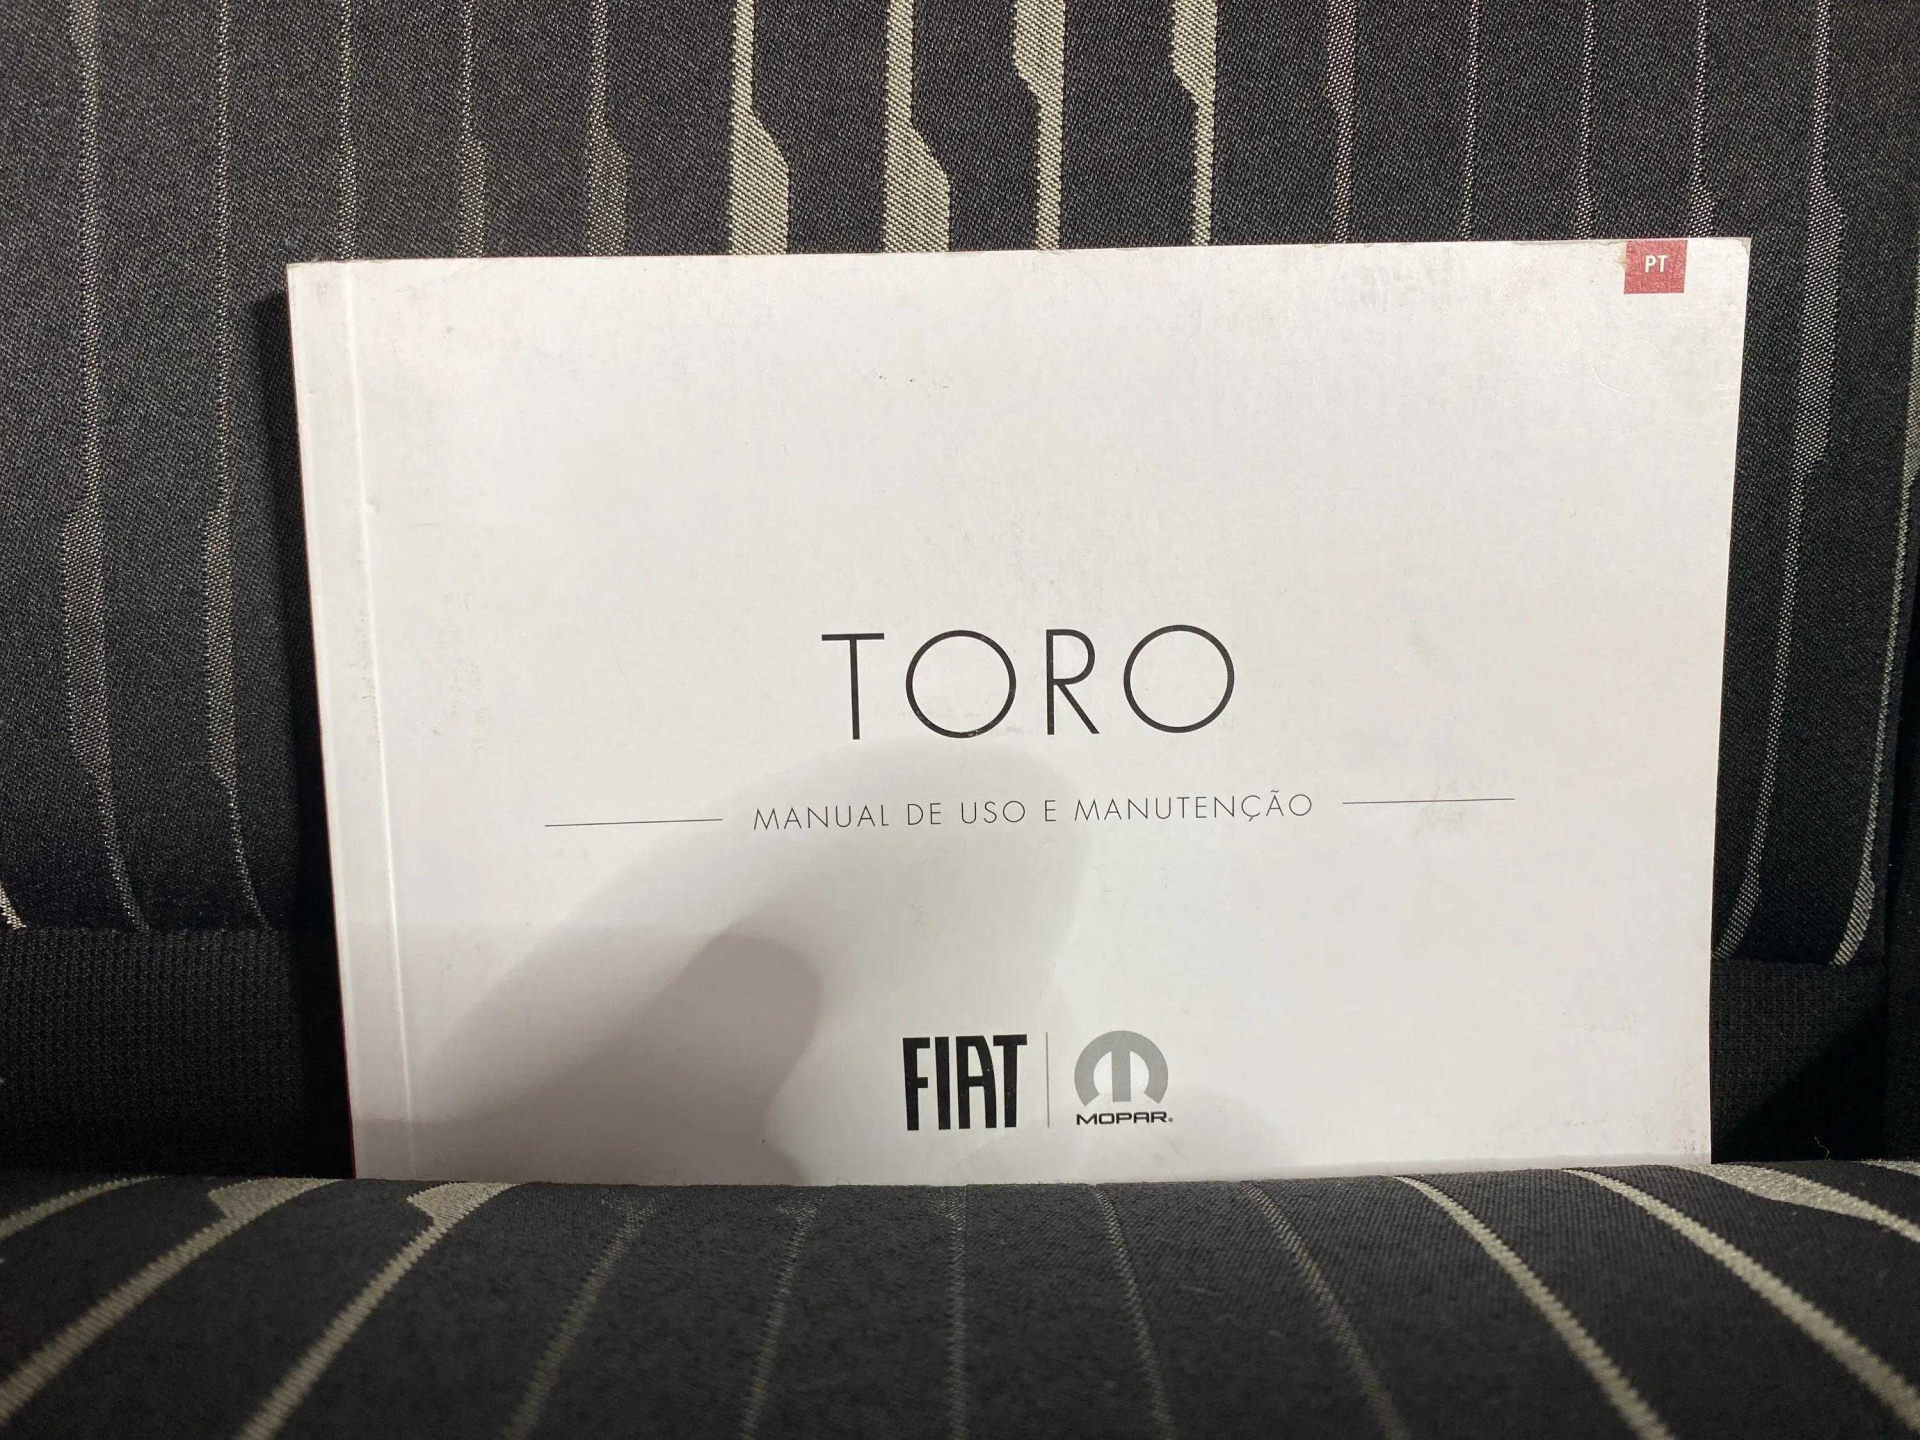 PT
TORO
MANUAL DE USO E MANUTENÇÃO
FIAT
MOPAR®